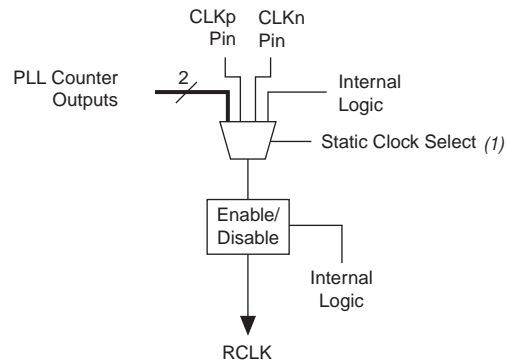 CLKp
Pin
CLKn
Pin
PLL Counter
Outputs
2
Internal
Logic
Static Clock Select (1)
Enable/
Disable
Internal
Logic
RCLK